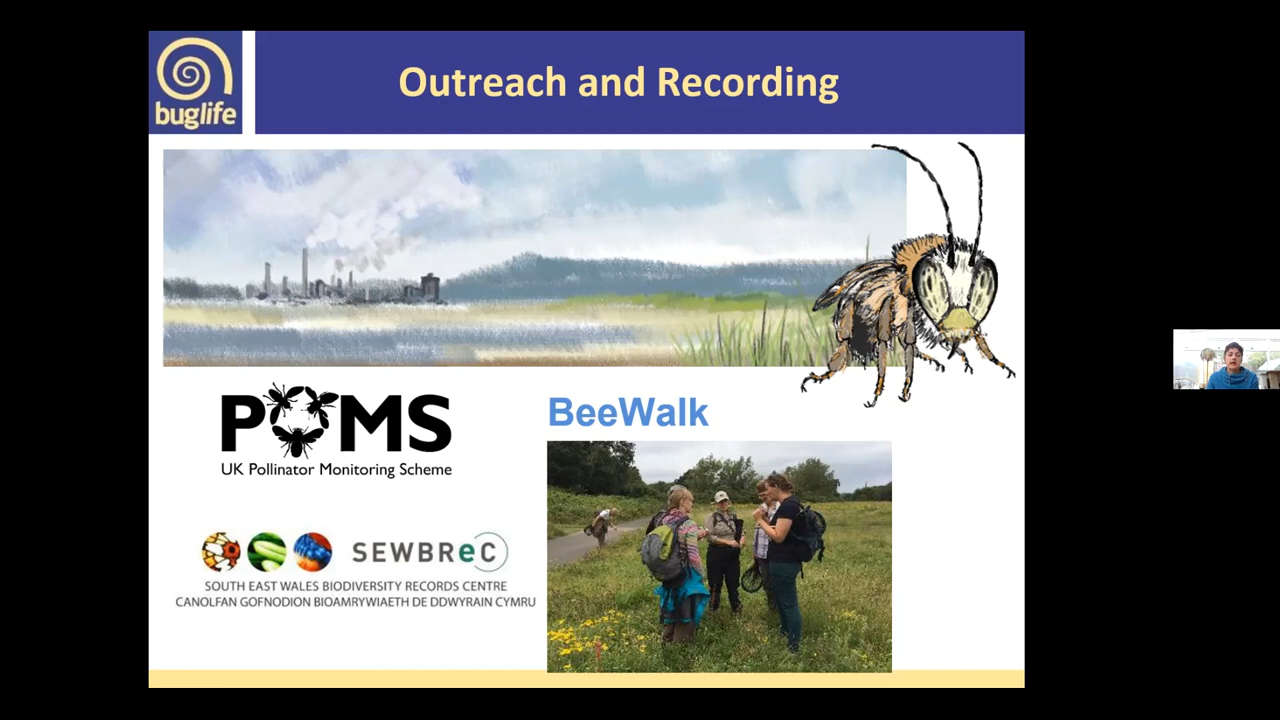 buglife
Outreach and Recording
POMS
UK Pollinator Monitoring Scheme
BeeWalk
SEWBReC
SOUTH EAST WALES BIODIVERSITY RECORDS CENTRE
CANOLFAN GOFNODION BIOAMRYWIAETH DE DDWYRAIN CYMRU